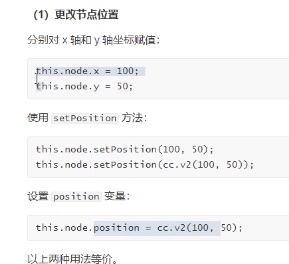 （1）更改节点位置
分别对 x 轴和 y 轴坐标赋值：
this.node.x = 100;
this.node.y = 50;
使用 setPosition 方法：
this.node.setPosition(100, 50);
this.node.setPosition(cc.v2(100, 50));
设置 position 变量：
this.node.position = cc.v2(100, 50);
以上两种用法等价。